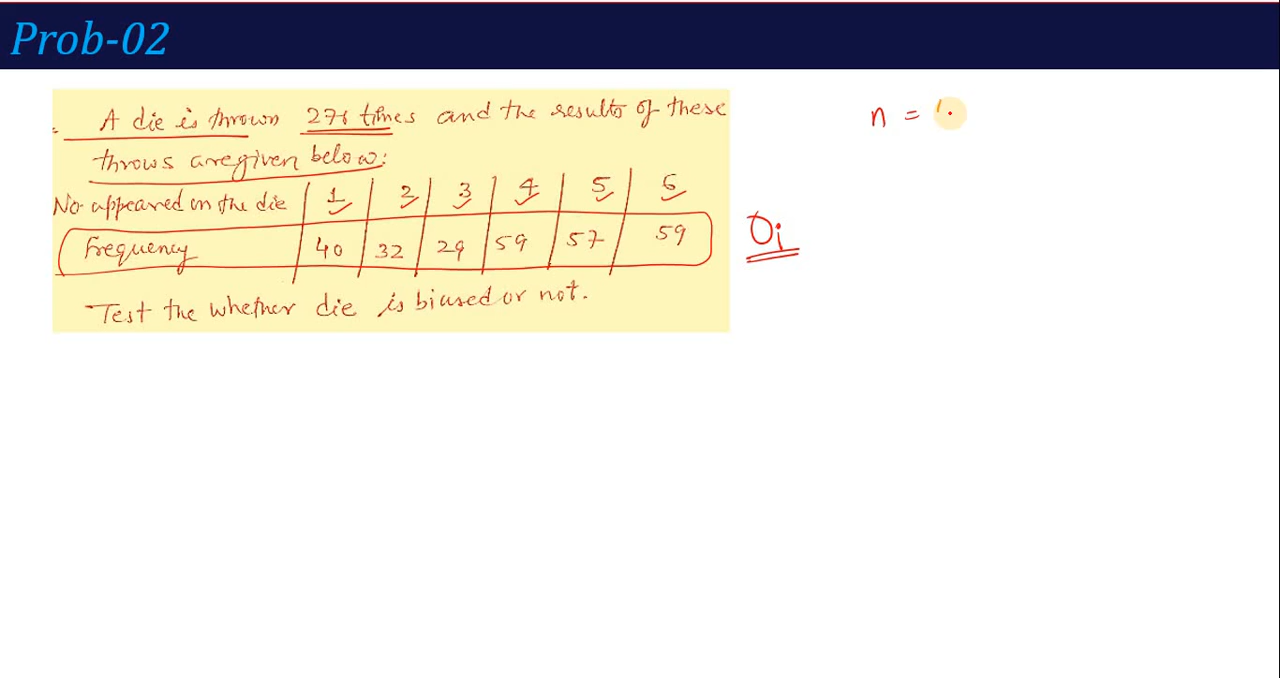 Prob-02
A die is thrown 276 times and the results of these
throws are given below:
No. appeared on the die 1 2 3 4 5 6
Frequency 40 32 29 59 57 59
Oi
Test the whether die is biased or not.
n =